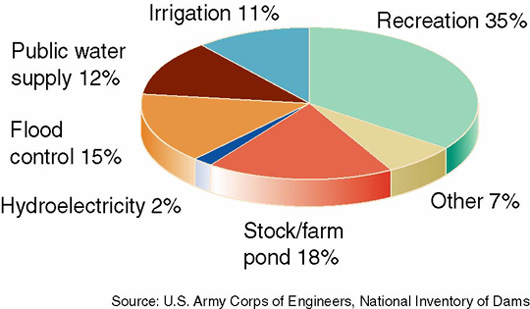 Irrigation 11%
Recreation 35%
Public water
supply 12%
Flood
control 15%
Hydroelectricity 2%
Stock/farm
pond 18%
Other 7%
Source: U.S. Army Corps of Engineers, National Inventory of Dams